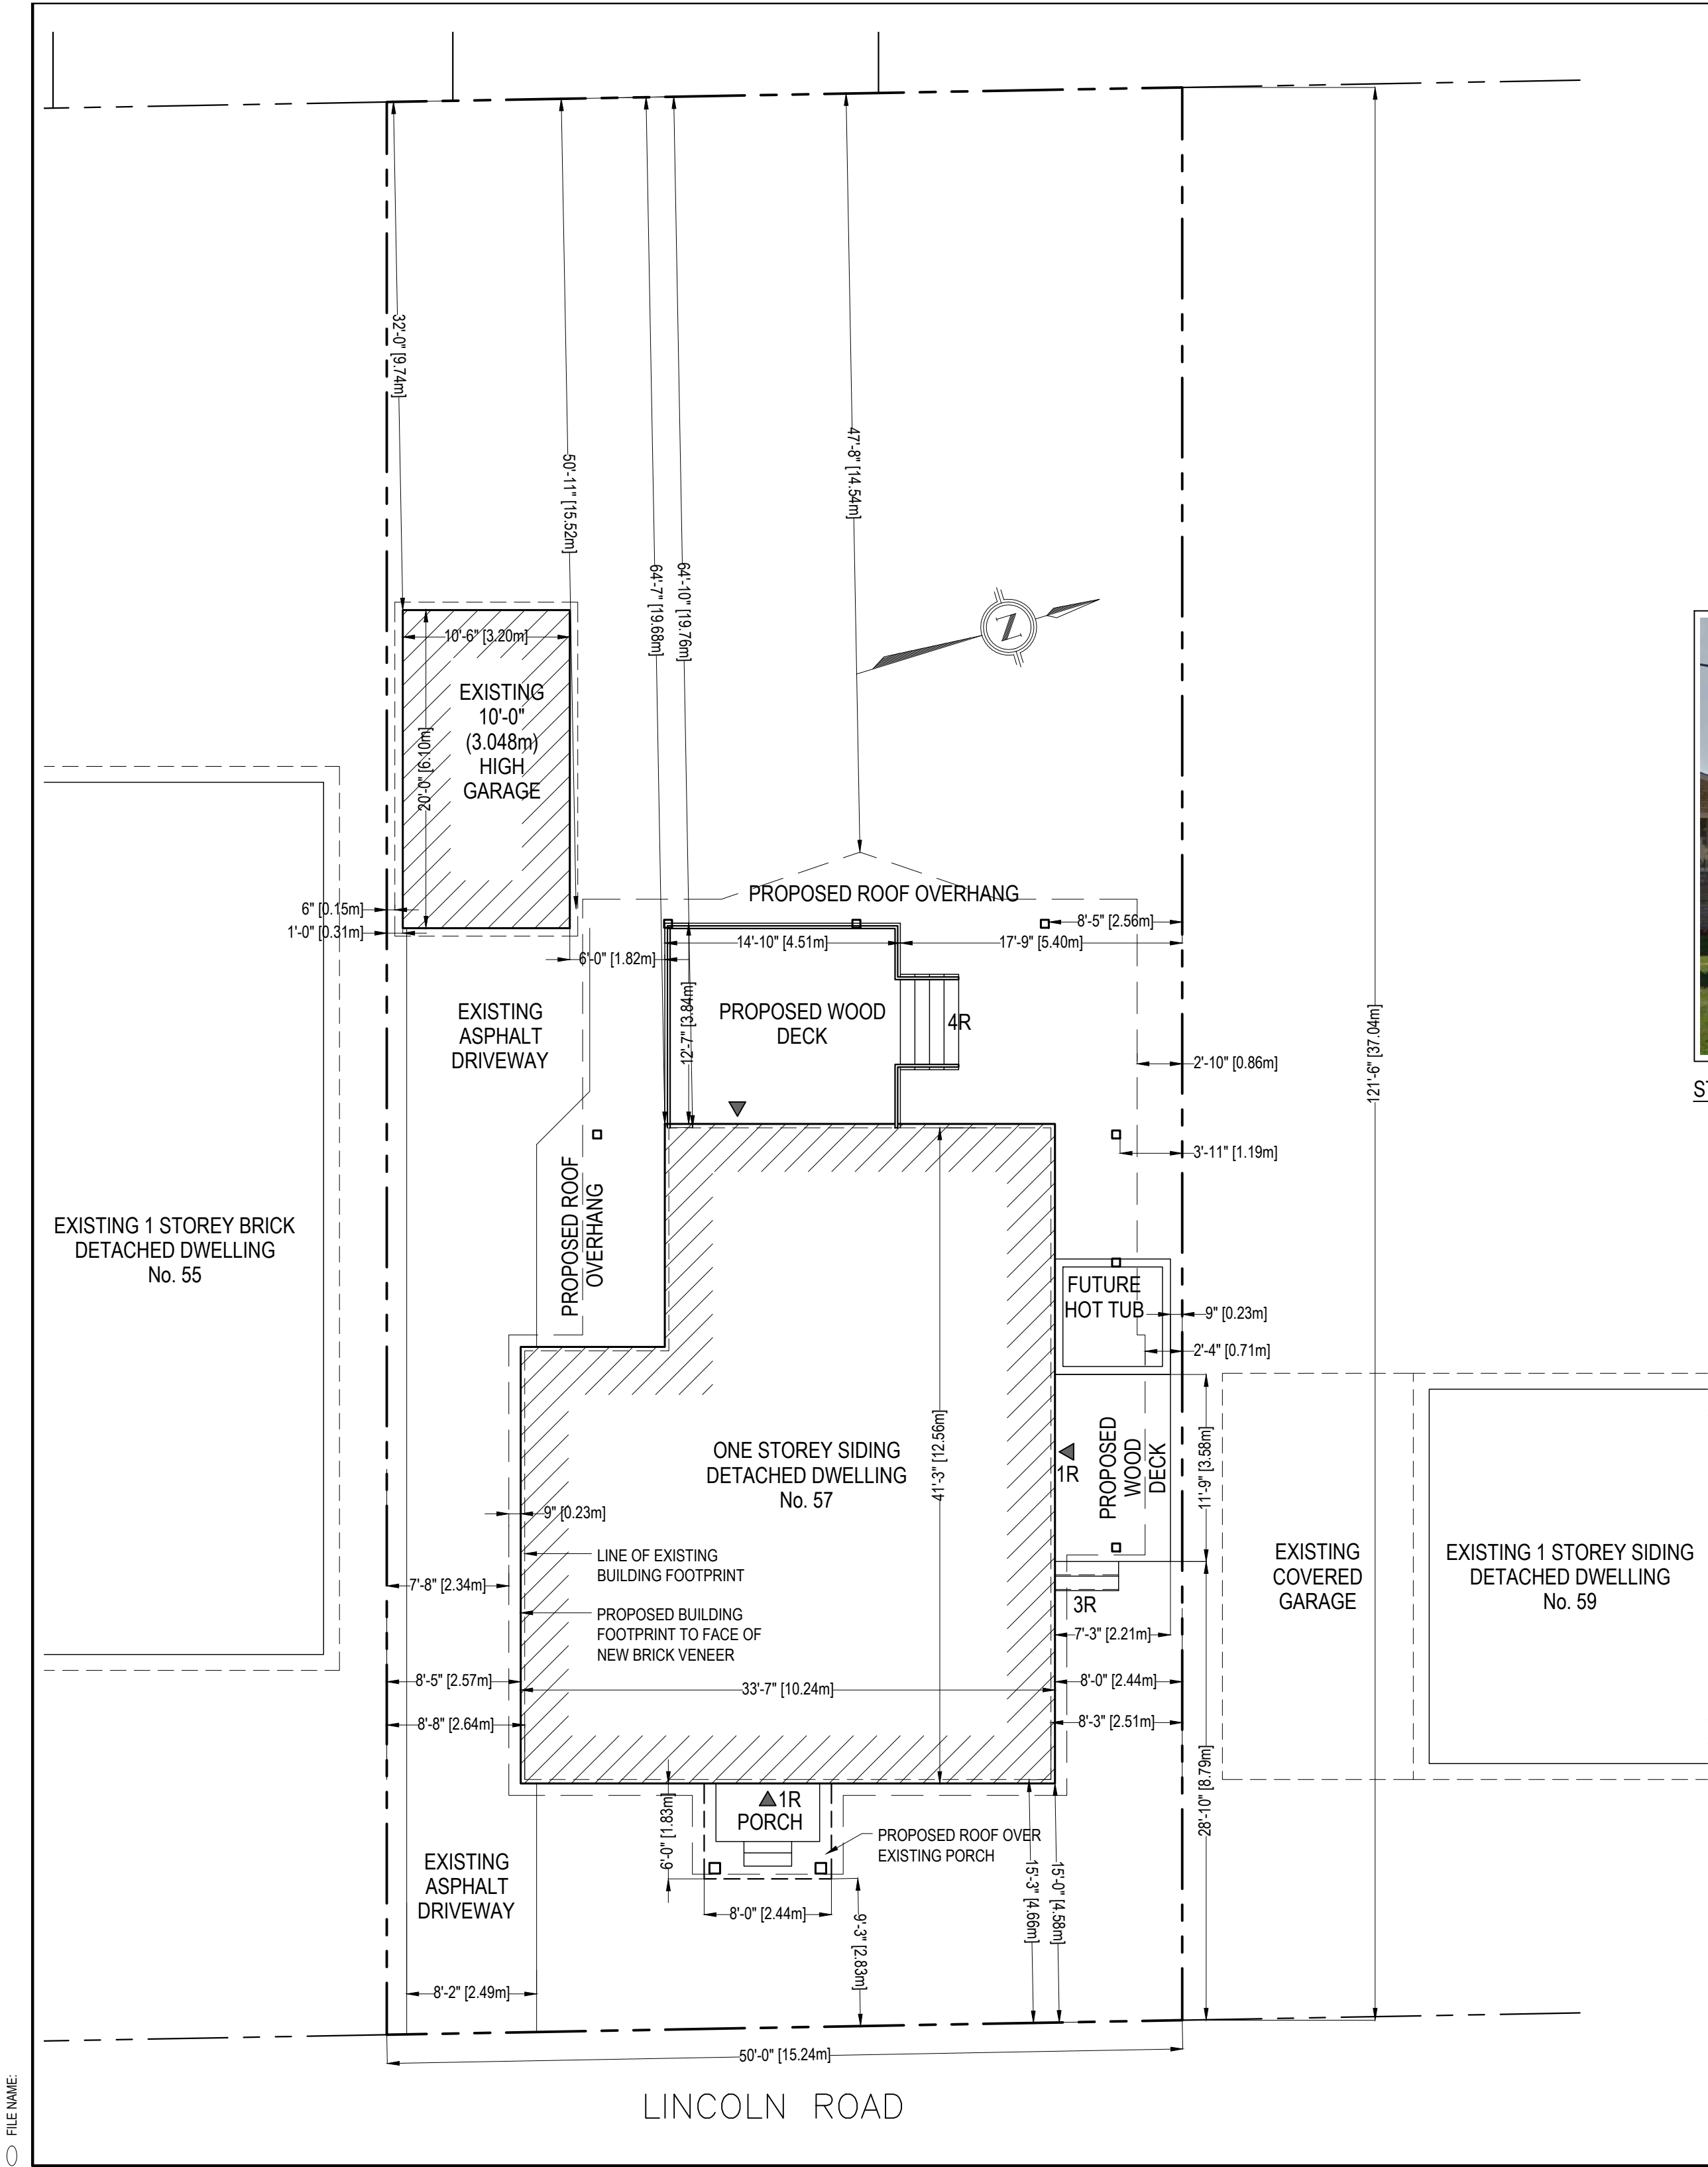 32'-0" [9.74m]
50'-11" [15.52m]
64'-7" [19.68m]
64'-10" [19.76m]
47'-8" [14.54m]
N
10'-6" [3.20m]
EXISTING
10'-0"
(3.048m)
HIGH
GARAGE
20'-0" [6.10m]
6" [0.15m]
1'-0" [0.31m]
PROPOSED ROOF OVERHANG
8'-5" [2.56m]
14'-10" [4.51m]
17'-9" [5.40m]
6'-0" [1.82m]
12'-7" [3.84m]
PROPOSED WOOD
DECK
4R
EXISTING
ASPHALT
DRIVEWAY
2'-10" [0.86m]
121'-6" [37.04m]
ST
3'-11" [1.19m]
PROPOSED ROOF
OVERHANG
EXISTING 1 STOREY BRICK
DETACHED DWELLING
No. 55
FUTURE
HOT TUB
9" [0.23m]
2'-4" [0.71m]
ONE STOREY SIDING
DETACHED DWELLING
No. 57
41'-3" [12.56m]
1R
PROPOSED
WOOD
DECK
11'-9" [3.58m]
9" [0.23m]
LINE OF EXISTING
BUILDING FOOTPRINT
7'-8" [2.34m]
PROPOSED BUILDING
FOOTPRINT TO FACE OF
NEW BRICK VENEER
3R
7'-3" [2.21m]
EXISTING
COVERED
GARAGE
EXISTING 1 STOREY SIDING
DETACHED DWELLING
No. 59
8'-5" [2.57m]
33'-7" [10.24m]
8'-0" [2.44m]
8'-8" [2.64m]
8'-3" [2.51m]
28'-10" [8.79m]
6'-0" [1.83m]
1R
PORCH
PROPOSED ROOF OVER
EXISTING PORCH
EXISTING
ASPHALT
DRIVEWAY
8'-0" [2.44m]
9'-3" [2.83m]
15'-3" [4.66m]
15'-0" [4.58m]
8'-2" [2.49m]
50'-0" [15.24m]
LINCOLN ROAD
FILE NAME: